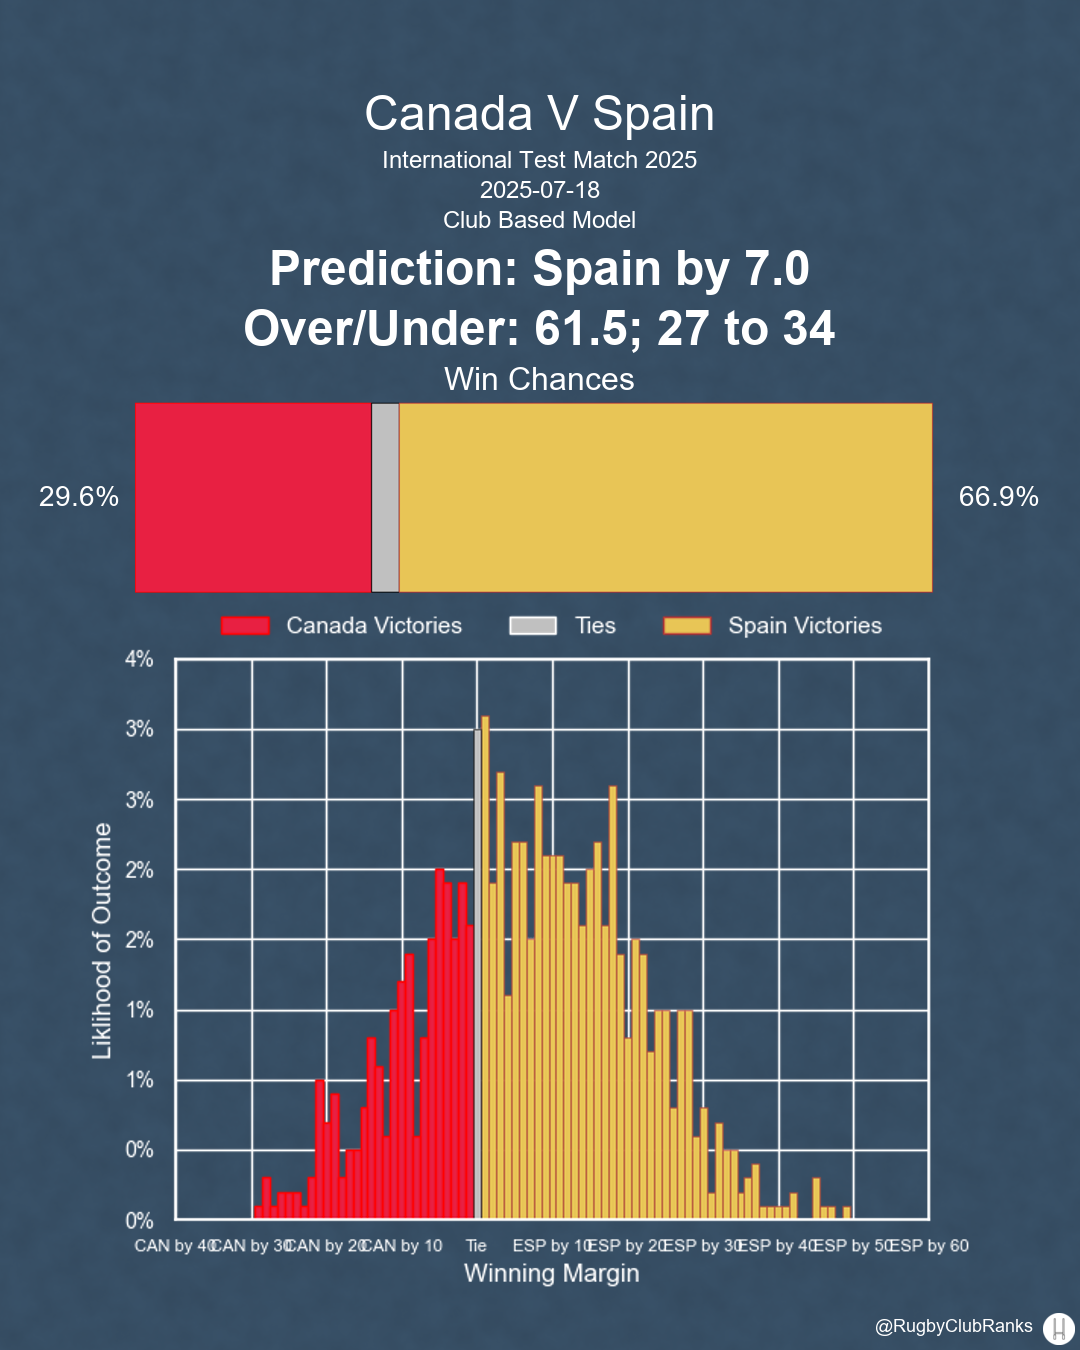 Canada V Spain
International Test Match 2025
2025-07-18
Club Based Model
Prediction: Spain by 7.0
Over/Under: 61.5; 27 to 34
Win Chances
29.6%
66.9%
Canada Victories
Ties
Spain Victories
4%
3%
3%
2%
2%
1%
1%
0%
0%
Liklihood of Outcome
CAN by 40
CAN by 30
CAN by 20
CAN by 10
Tie
ESP by 10
ESP by 20
ESP by 30
ESP by 40
ESP by 50
ESP by 60
Winning Margin
@RugbyClubRanks